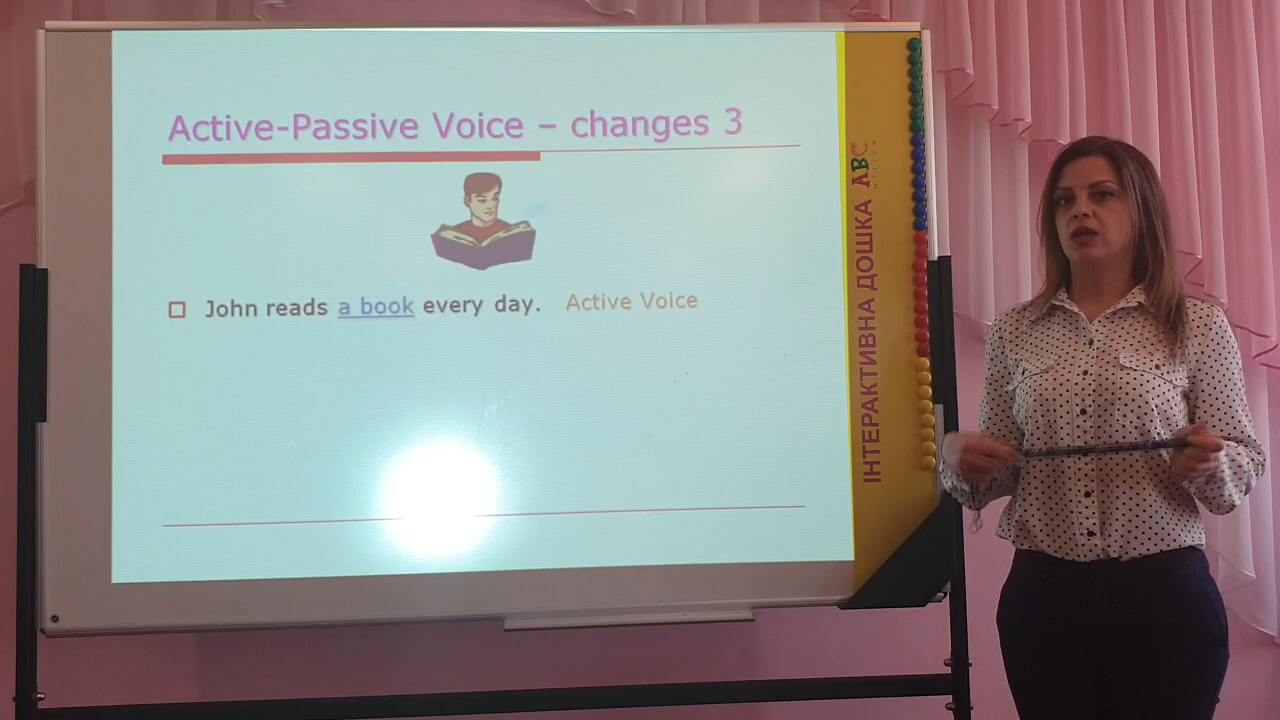 Active-Passive Voice – changes 3
John reads a book every day. Active Voice
ІНТЕРАКТИВНА ДОШКА ABC